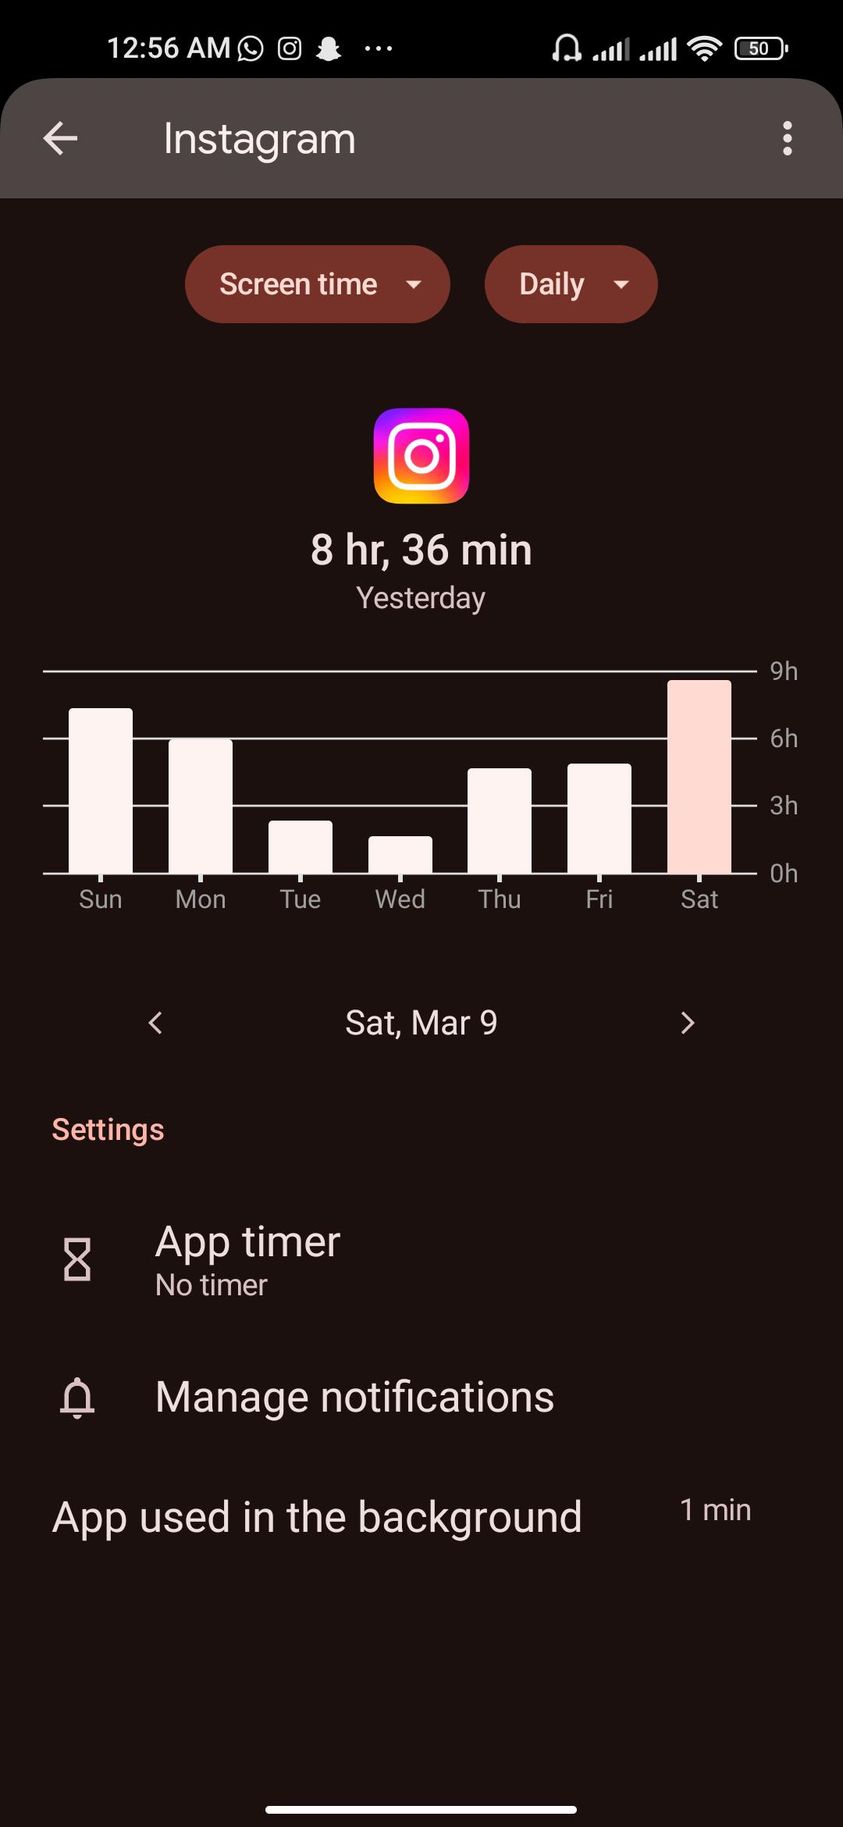 12:56 AM 50
Instagram
Screen time Daily
8 hr, 36 min
Yesterday
9h
6h
3h
0h
Sun Mon Tue Wed Thu Fri Sat
Sat, Mar 9
Settings
App timer
No timer
Manage notifications
App used in the background 1 min